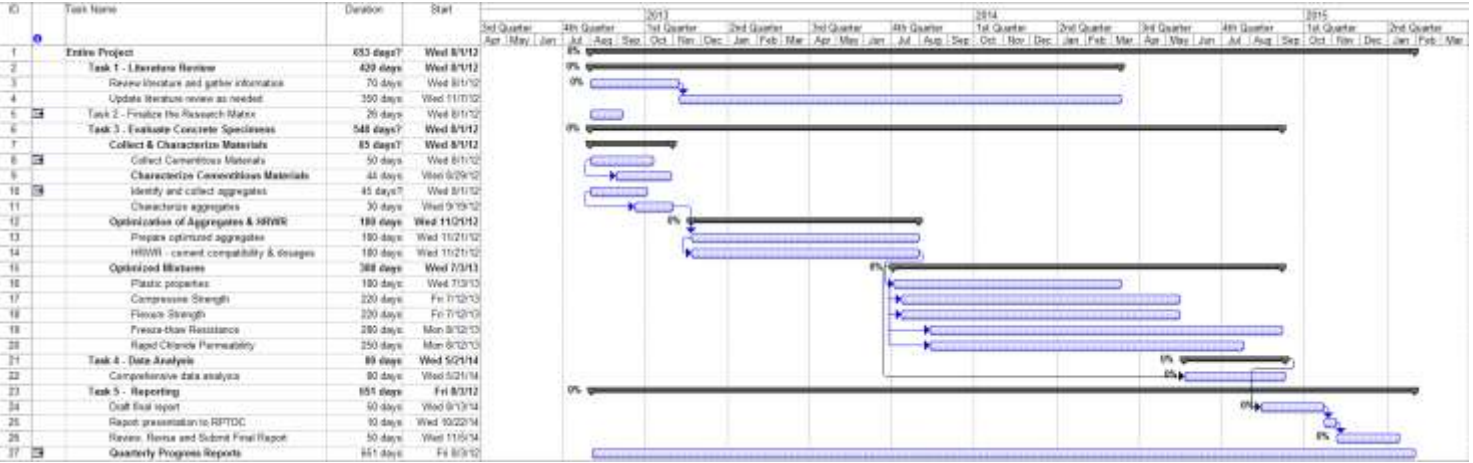 ID Task Name Duration Start
2013 2014 2015
3rd Quarter 4th Quarter 1st Quarter 2nd Quarter 3rd Quarter 4th Quarter 1st Quarter 2nd Quarter 3rd Quarter 4th Quarter 1st Quarter 2nd Quarter
Apr May Jun Jul Aug Sep Oct Nov Dec Jan Feb Mar Apr May Jun Jul Aug Sep Oct Nov Dec Jan Feb Mar Apr May Jun Jul Aug Sep Oct Nov Dec Jan Feb Mar
1 Entire Project 653 days? Wed 8/1/12 0%
2 Task 1 - Literature Review 420 days Wed 8/1/12 0%
3 Review literature and gather information 70 days Wed 8/1/12 0%
4 Update literature review as needed 350 days Wed 11/7/12
5 Task 2 - Finalize the Research Matrix 26 days Wed 8/1/12
6 Task 3 - Evaluate Concrete Specimens 548 days? Wed 8/1/12 0%
7 Collect & Characterize Materials 65 days? Wed 8/1/12
8 Collect Cementitious Materials 50 days Wed 8/1/12
9 Characterize Cementitious Materials 44 days Wed 8/29/12
10 Identify and collect aggregates 45 days? Wed 8/1/12
11 Characterize aggregates 30 days Wed 9/19/12
12 Optimization of Aggregates & HRWR 180 days Wed 11/21/12 0%
13 Prepare optimized aggregates 180 days Wed 11/21/12
14 HRWR - cement compatibility & dosages 180 days Wed 11/21/12
15 Optimized Mixtures 308 days Wed 7/3/13 0%
16 Plastic properties 180 days Wed 7/3/13
17 Compressive Strength 220 days Fri 7/12/13
18 Flexure Strength 220 days Fri 7/12/13
19 Freeze-thaw Resistance 280 days Mon 8/12/13
20 Rapid Chloride Permeability 250 days Mon 8/12/13
21 Task 4 - Data Analysis 80 days Wed 5/21/14 0%
22 Comprehensive data analysis 80 days Wed 5/21/14 0%
23 Task 5 - Reporting 651 days Fri 8/3/12 0%
24 Draft final report 50 days Wed 8/13/14 0%
25 Report presentation to RPTOC 10 days Wed 10/22/14
26 Review, Revise and Submit Final Report 50 days Wed 11/5/14 0%
27 Quarterly Progress Reports 651 days Fri 8/3/12